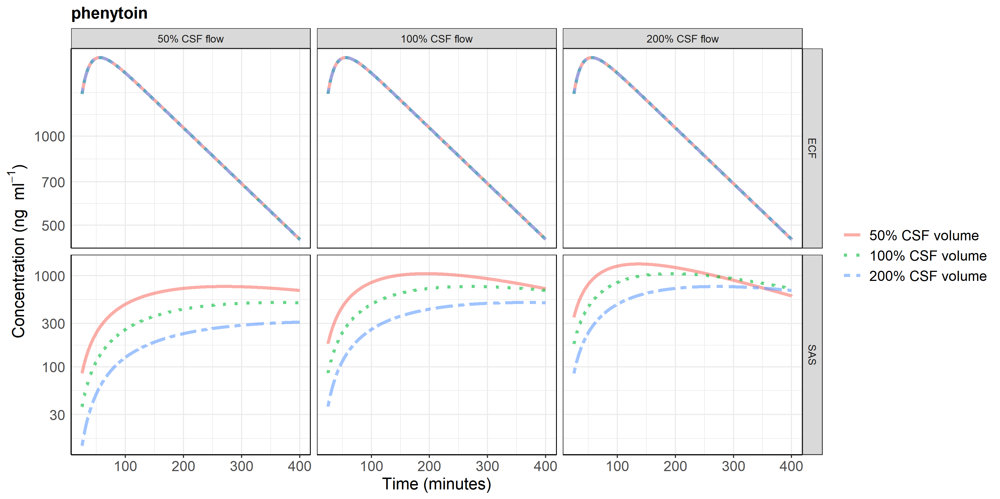 phenytoin
50% CSF flow
100% CSF flow
200% CSF flow
1000
700
500
ECF
1000
300
100
30
SAS
Concentration (ng ml⁻¹)
100 200 300 400
100 200 300 400
100 200 300 400
Time (minutes)
50% CSF volume
100% CSF volume
200% CSF volume